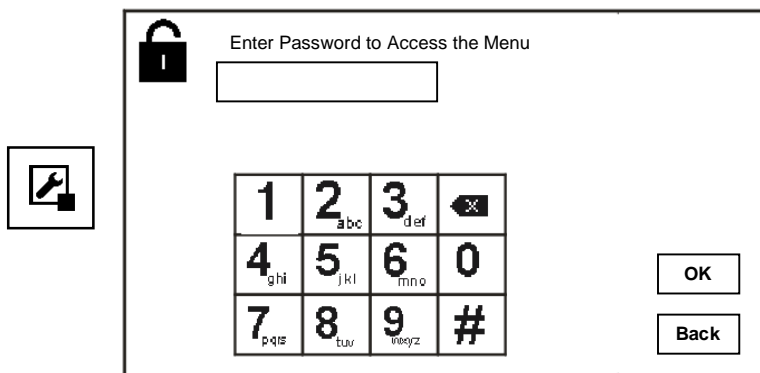 Enter Password to Access the Menu
1 2 abc 3 def
4 ghi 5 jkl 6 mno 0
7 pqrs 8 tuv 9 wxyz #
OK
Back